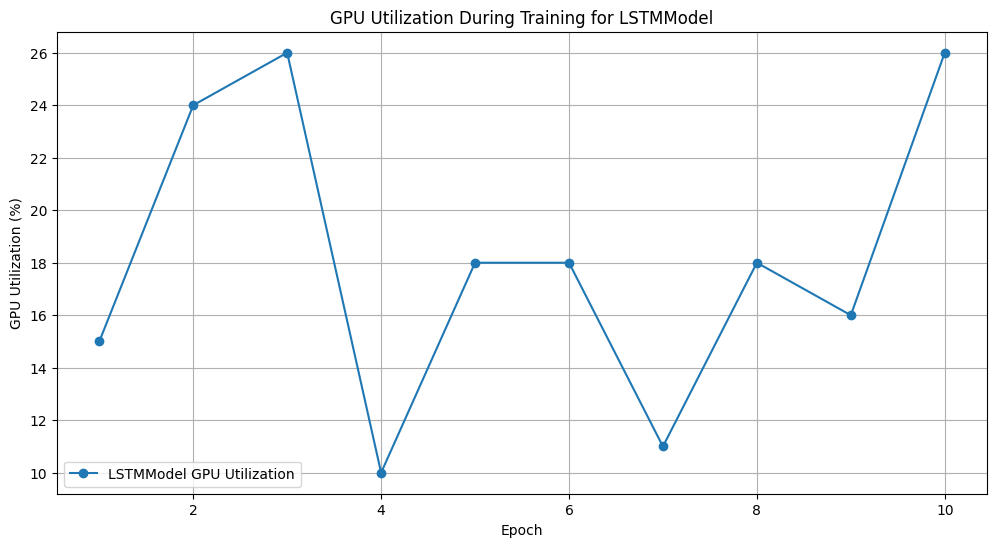 GPU Utilization During Training for LSTMModel
GPU Utilization (%)
26
24
22
20
18
16
14
12
10
LSTMModel GPU Utilization
2 4 6 8 10
Epoch